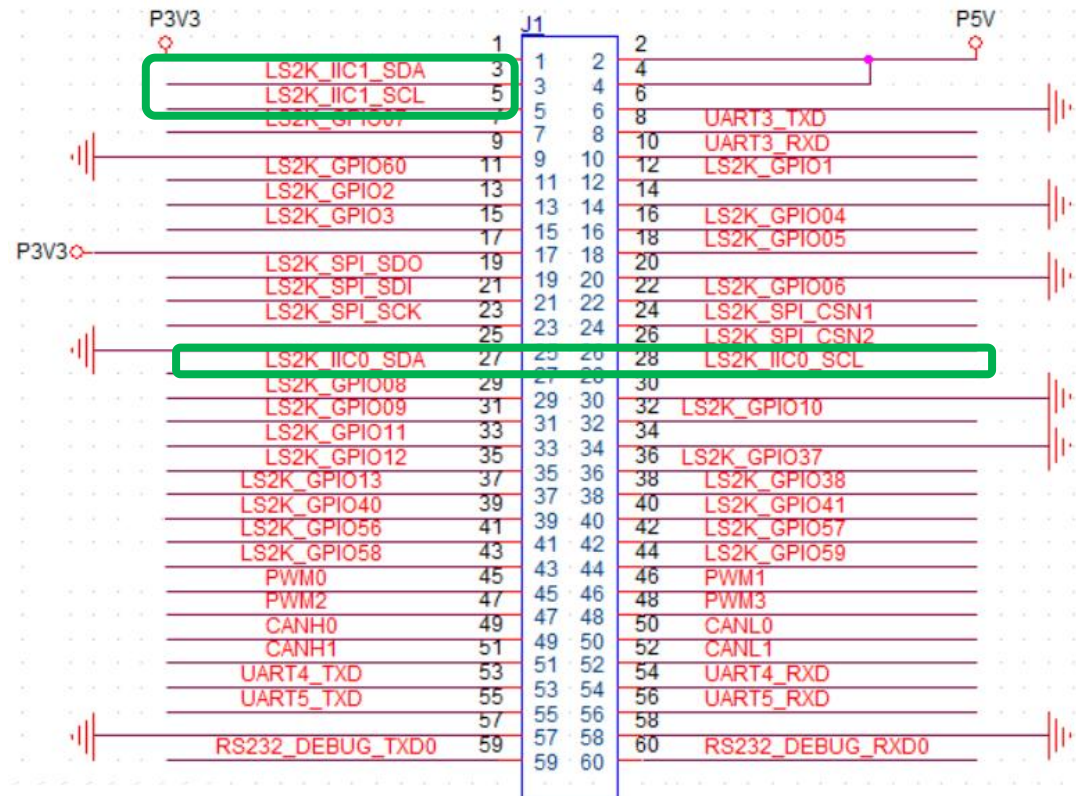 P3V3 J1 P5V
1 1 2 2
LS2K_IIC1_SDA 3 3 4 4
LS2K_IIC1_SCL 5 5 6 6
LS2K_GPIO07 7 7 8 8 UART3_TXD
9 9 10 10 UART3_RXD
LS2K_GPIO60 11 11 12 12 LS2K_GPIO1
LS2K_GPIO2 13 13 14 14
LS2K_GPIO3 15 15 16 16 LS2K_GPIO04
P3V3 17 17 18 18 LS2K_GPIO05
LS2K_SPI_SDO 19 19 20 20
LS2K_SPI_SDI 21 21 22 22 LS2K_GPIO06
LS2K_SPI_SCK 23 23 24 24 LS2K_SPI_CSN1
25 25 26 26 LS2K_SPI_CSN2
LS2K_IIC0_SDA 27 27 28 28 LS2K_IIC0_SCL
LS2K_GPIO08 29 29 30 30
LS2K_GPIO09 31 31 32 32 LS2K_GPIO10
LS2K_GPIO11 33 33 34 34
LS2K_GPIO12 35 35 36 36 LS2K_GPIO37
LS2K_GPIO13 37 37 38 38 LS2K_GPIO38
LS2K_GPIO40 39 39 40 40 LS2K_GPIO41
LS2K_GPIO56 41 41 42 42 LS2K_GPIO57
LS2K_GPIO58 43 43 44 44 LS2K_GPIO59
PWM0 45 45 46 46 PWM1
PWM2 47 47 48 48 PWM3
CANH0 49 49 50 50 CANL0
CANH1 51 51 52 52 CANL1
UART4_TXD 53 53 54 54 UART4_RXD
UART5_TXD 55 55 56 56 UART5_RXD
57 57 58 58
RS232_DEBUG_TXD0 59 59 60 60 RS232_DEBUG_RXD0